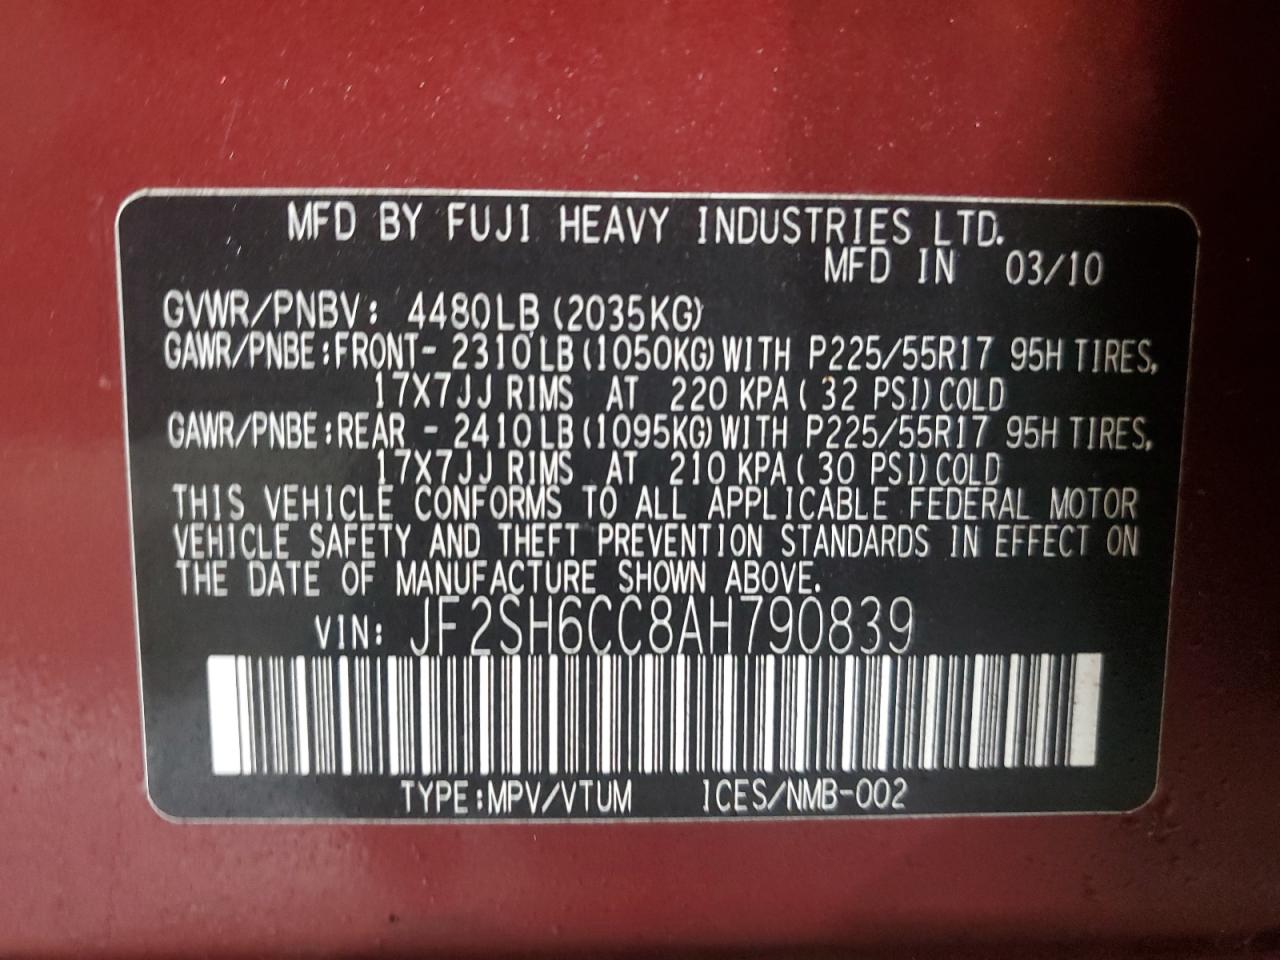 MFD BY FUJI HEAVY INDUSTRIES LTD.
MFD IN 03/10
GVWR/PNBV: 4480LB (2035KG)
GAWR/PNBE:FRONT- 2310LB (1050KG) WITH P225/55R17 95H TIRES,
17X7JJ RIMS AT 220 KPA ( 32 PSI) COLD
GAWR/PNBE:REAR - 2410LB (1095KG) WITH P225/55R17 95H TIRES,
17X7JJ RIMS AT 210 KPA ( 30 PSI) COLD
THIS VEHICLE CONFORMS TO ALL APPLICABLE FEDERAL MOTOR
VEHICLE SAFETY AND THEFT PREVENTION STANDARDS IN EFFECT ON
THE DATE OF MANUFACTURE SHOWN ABOVE.
VIN: JF2SH6CC8AH790839
TYPE:MPV/VTUM ICES/NMB-002